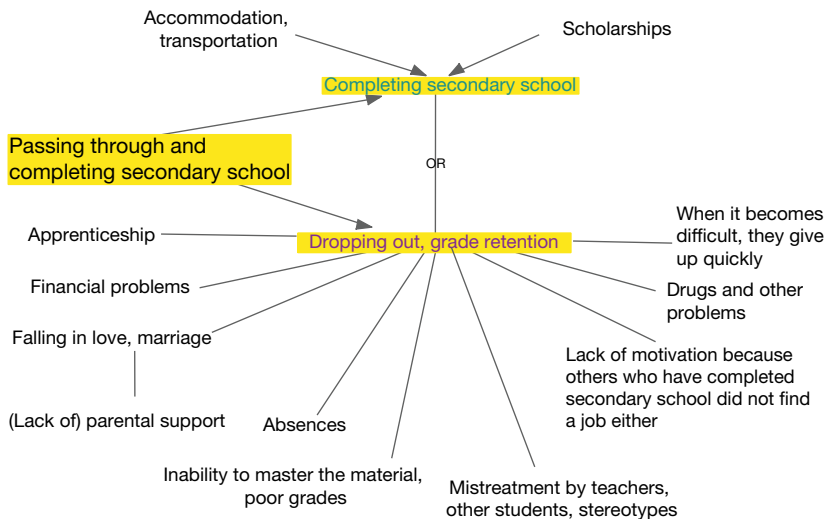 Accommodation,
transportation
Scholarships
Completing secondary school
Passing through and
completing secondary school
OR
Apprenticeship
Dropping out, grade retention
When it becomes
difficult, they give
up quickly
Financial problems
Drugs and other
problems
Falling in love, marriage
Lack of motivation because
others who have completed
secondary school did not find
a job either
(Lack of) parental support
Absences
Inability to master the material,
poor grades
Mistreatment by teachers,
other students, stereotypes